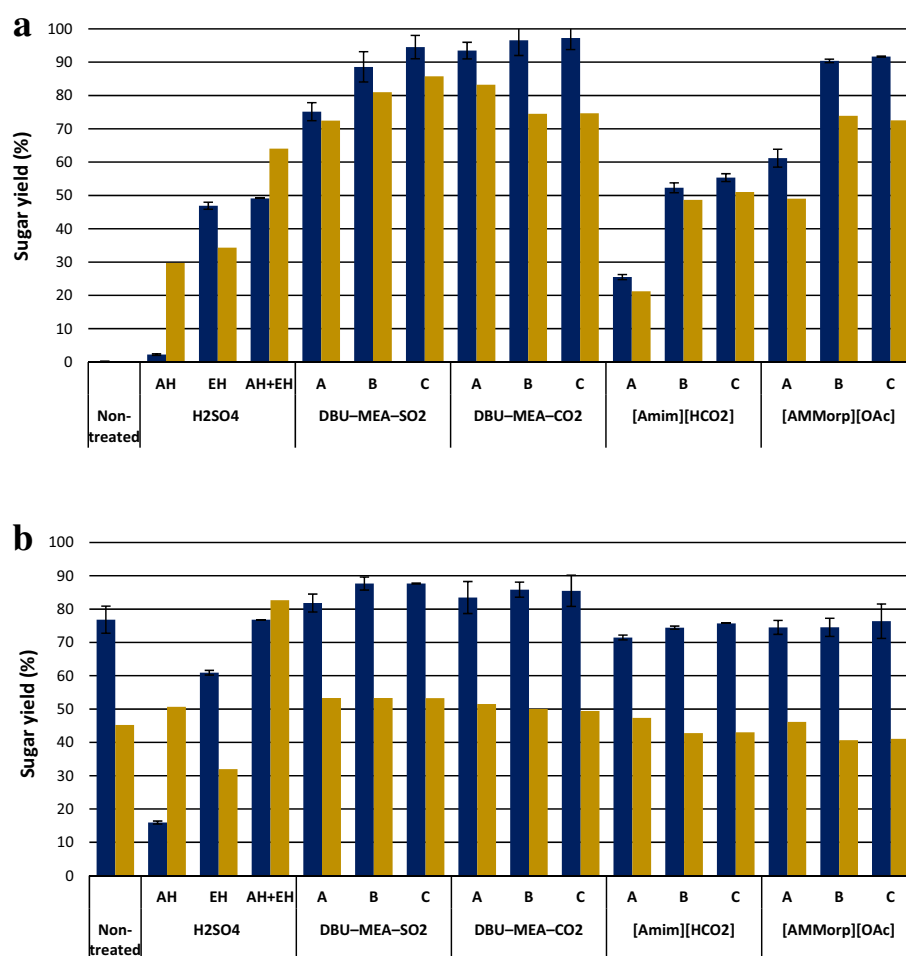 a
Sugar yield (%)
100
90
80
70
60
50
40
30
20
10
0
AH EH AH+EH A B C A B C A B C A B C
Non-treated H2SO4 DBU–MEA–SO2 DBU–MEA–CO2 [Amim][HCO2] [AMMorp][OAc]
b
Sugar yield (%)
100
90
80
70
60
50
40
30
20
10
0
AH EH AH+EH A B C A B C A B C A B C
Non-treated H2SO4 DBU–MEA–SO2 DBU–MEA–CO2 [Amim][HCO2] [AMMorp][OAc]